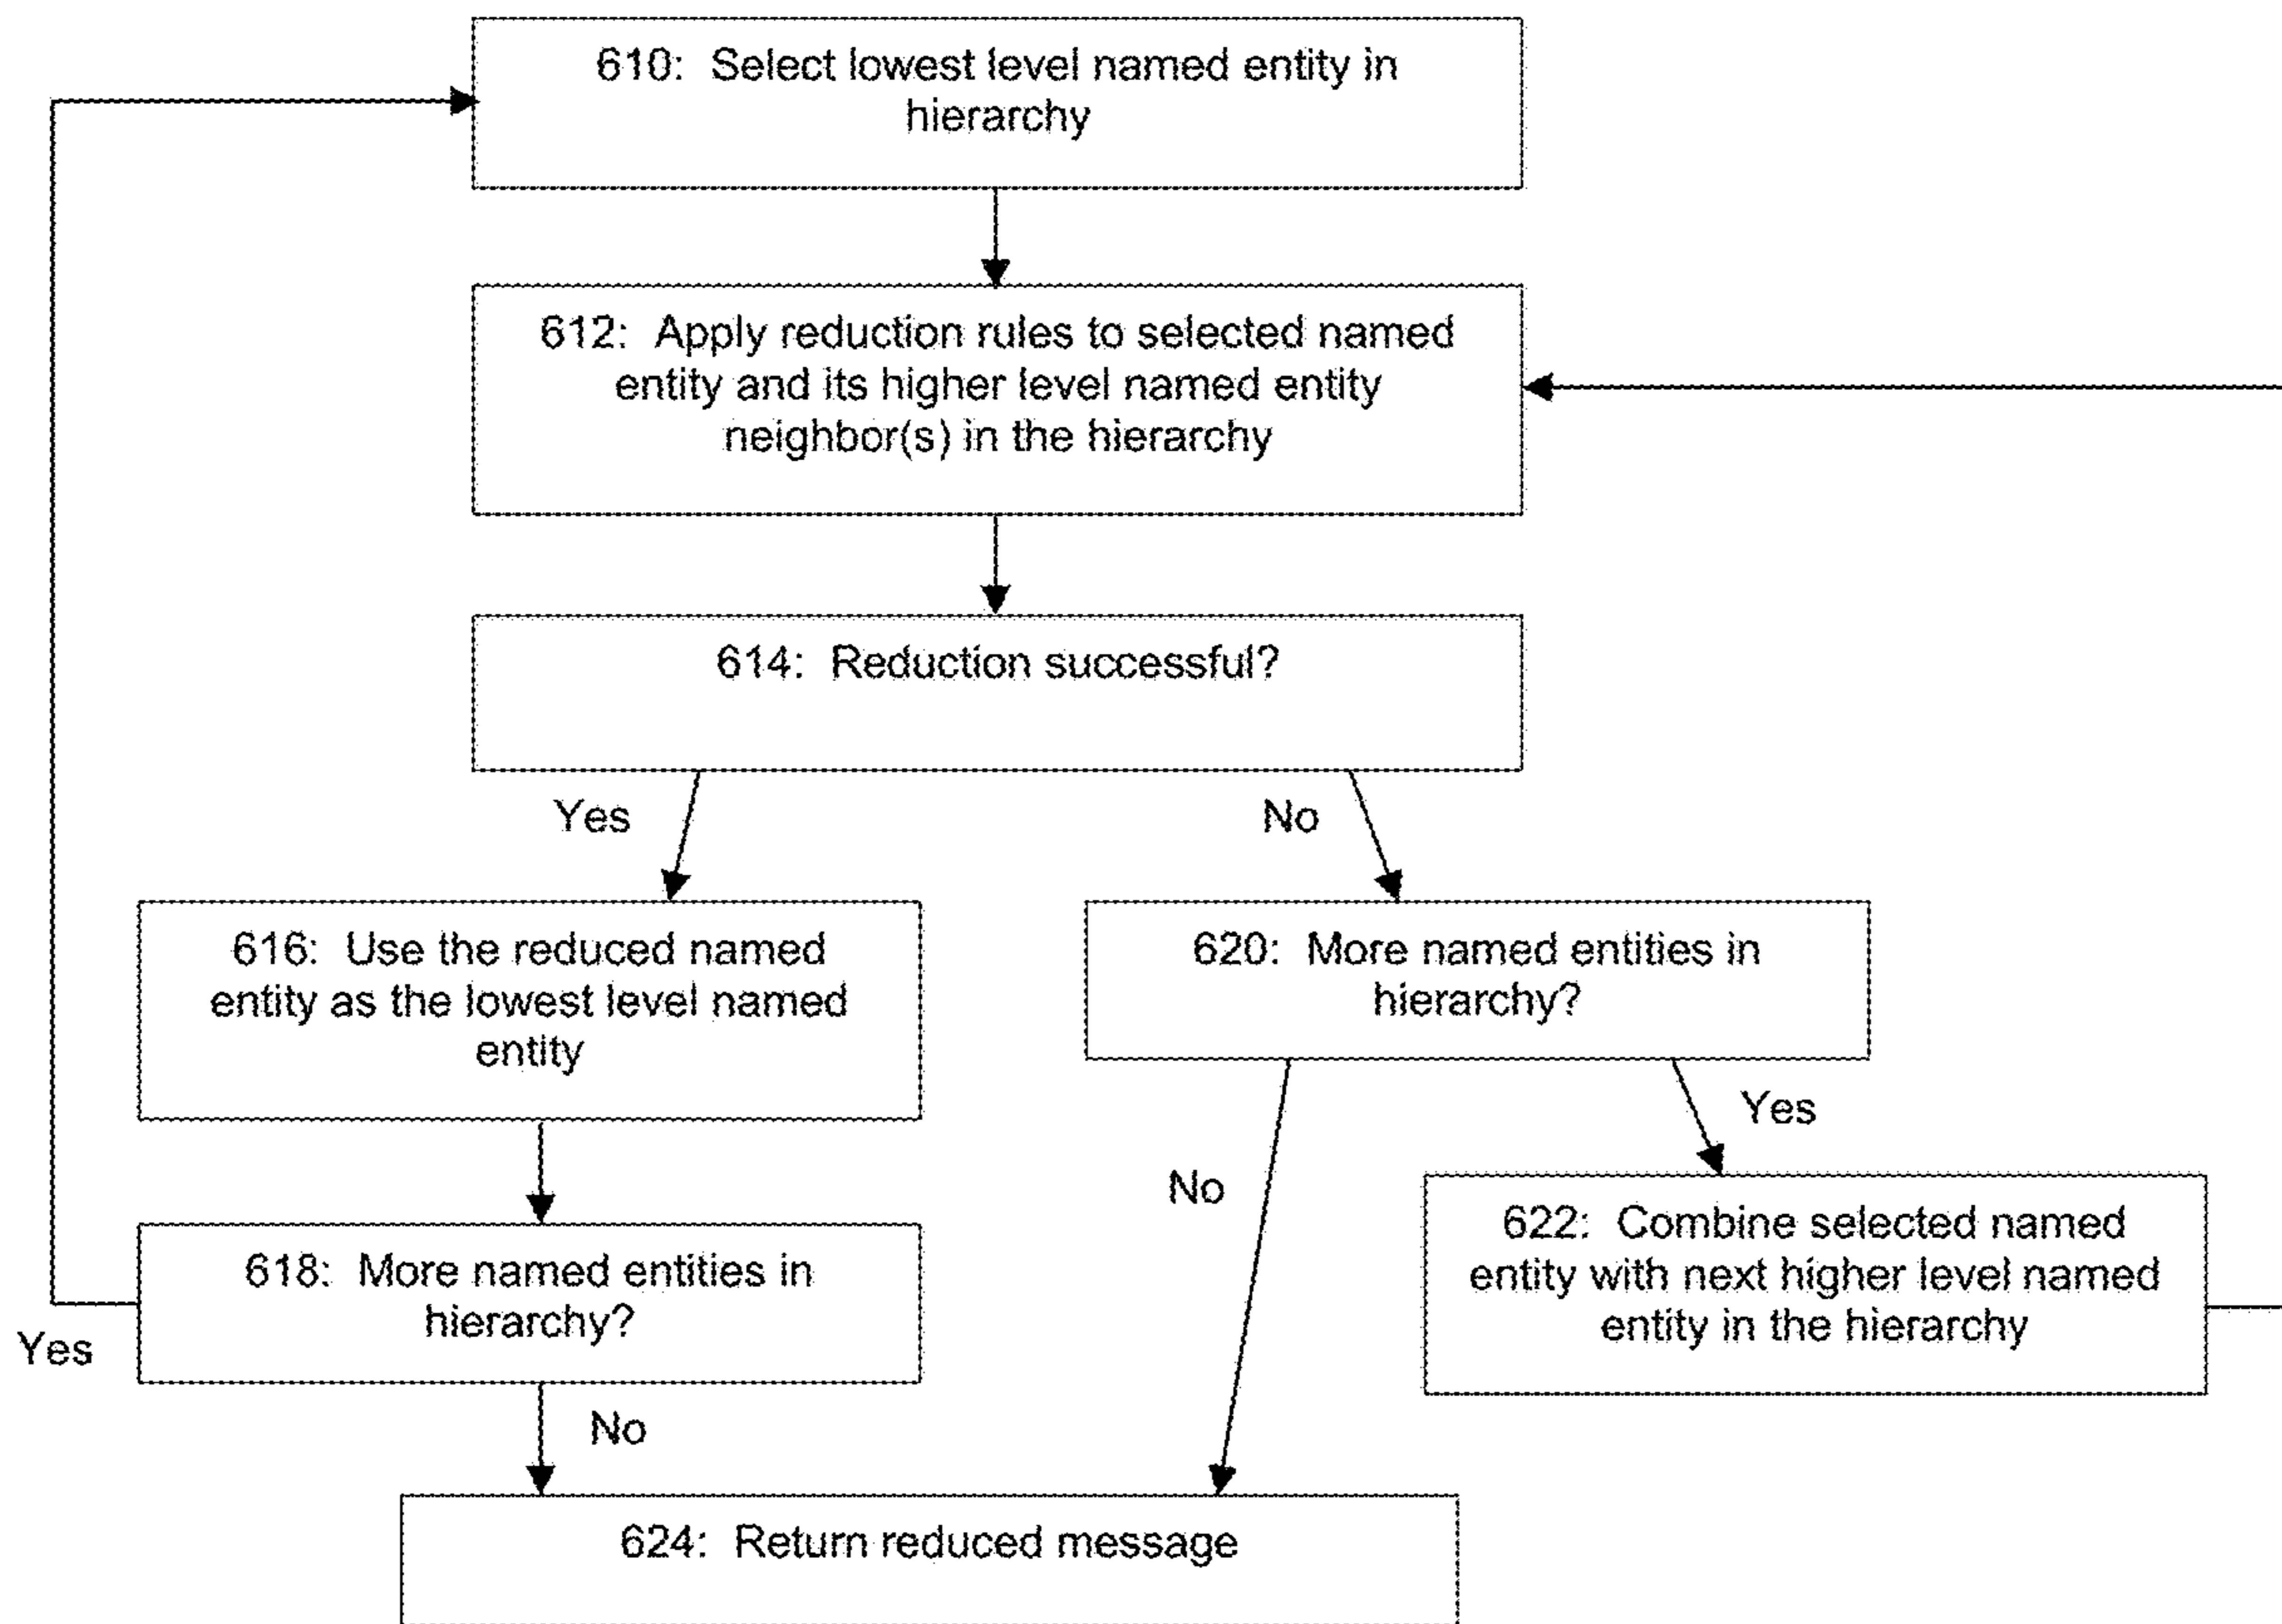 610: Select lowest level named entity in
hierarchy
612: Apply reduction rules to selected named
entity and its higher level named entity
neighbor(s) in the hierarchy
614: Reduction successful?
Yes
No
616: Use the reduced named
entity as the lowest level named
entity
620: More named entities in
hierarchy?
Yes
No
618: More named entities in
hierarchy?
Yes
622: Combine selected named
entity with next higher level named
entity in the hierarchy
No
624: Return reduced message